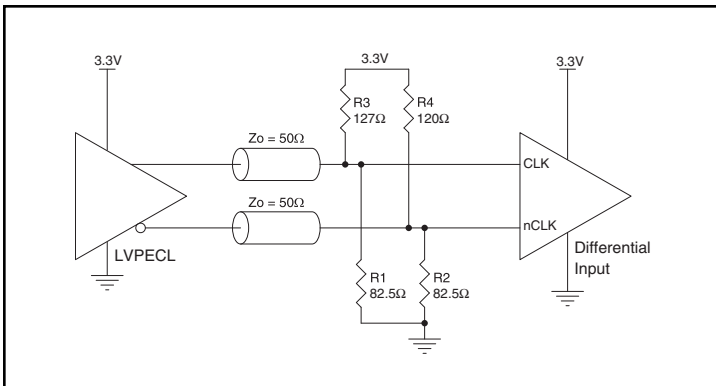 3.3V
3.3V
3.3V
R3
127Ω
R4
120Ω
Zo = 50Ω
CLK
Zo = 50Ω
nCLK
LVPECL
Differential
Input
R1
82.5Ω
R2
82.5Ω